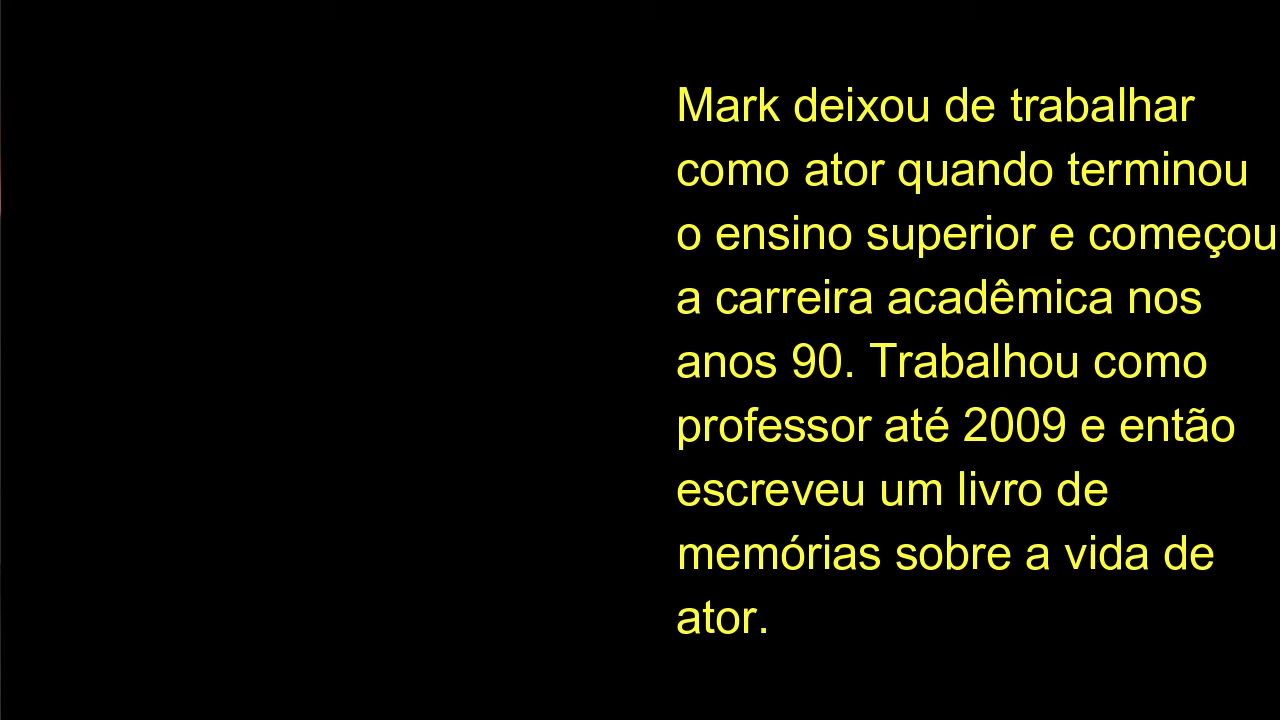 Mark deixou de trabalhar
como ator quando terminou
o ensino superior e começou
a carreira acadêmica nos
anos 90. Trabalhou como
professor até 2009 e então
escreveu um livro de
memórias sobre a vida de
ator.